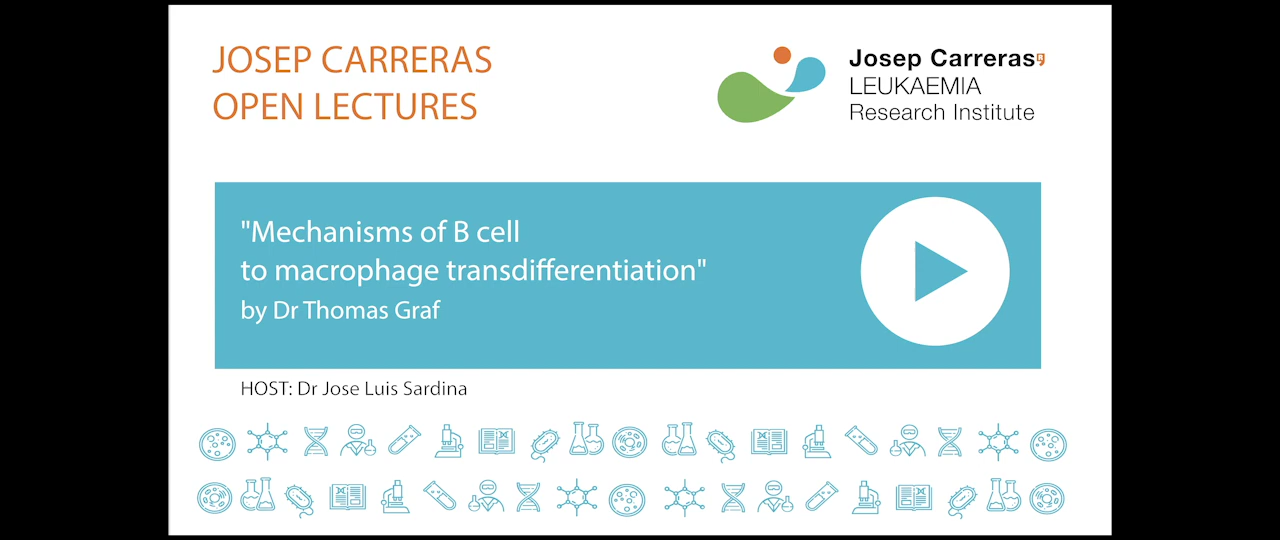 JOSEP CARRERAS
OPEN LECTURES
Josep Carreras
LEUKAEMIA
Research Institute
"Mechanisms of B cell
to macrophage transdifferentiation"
by Dr Thomas Graf
HOST: Dr Jose Luis Sardina